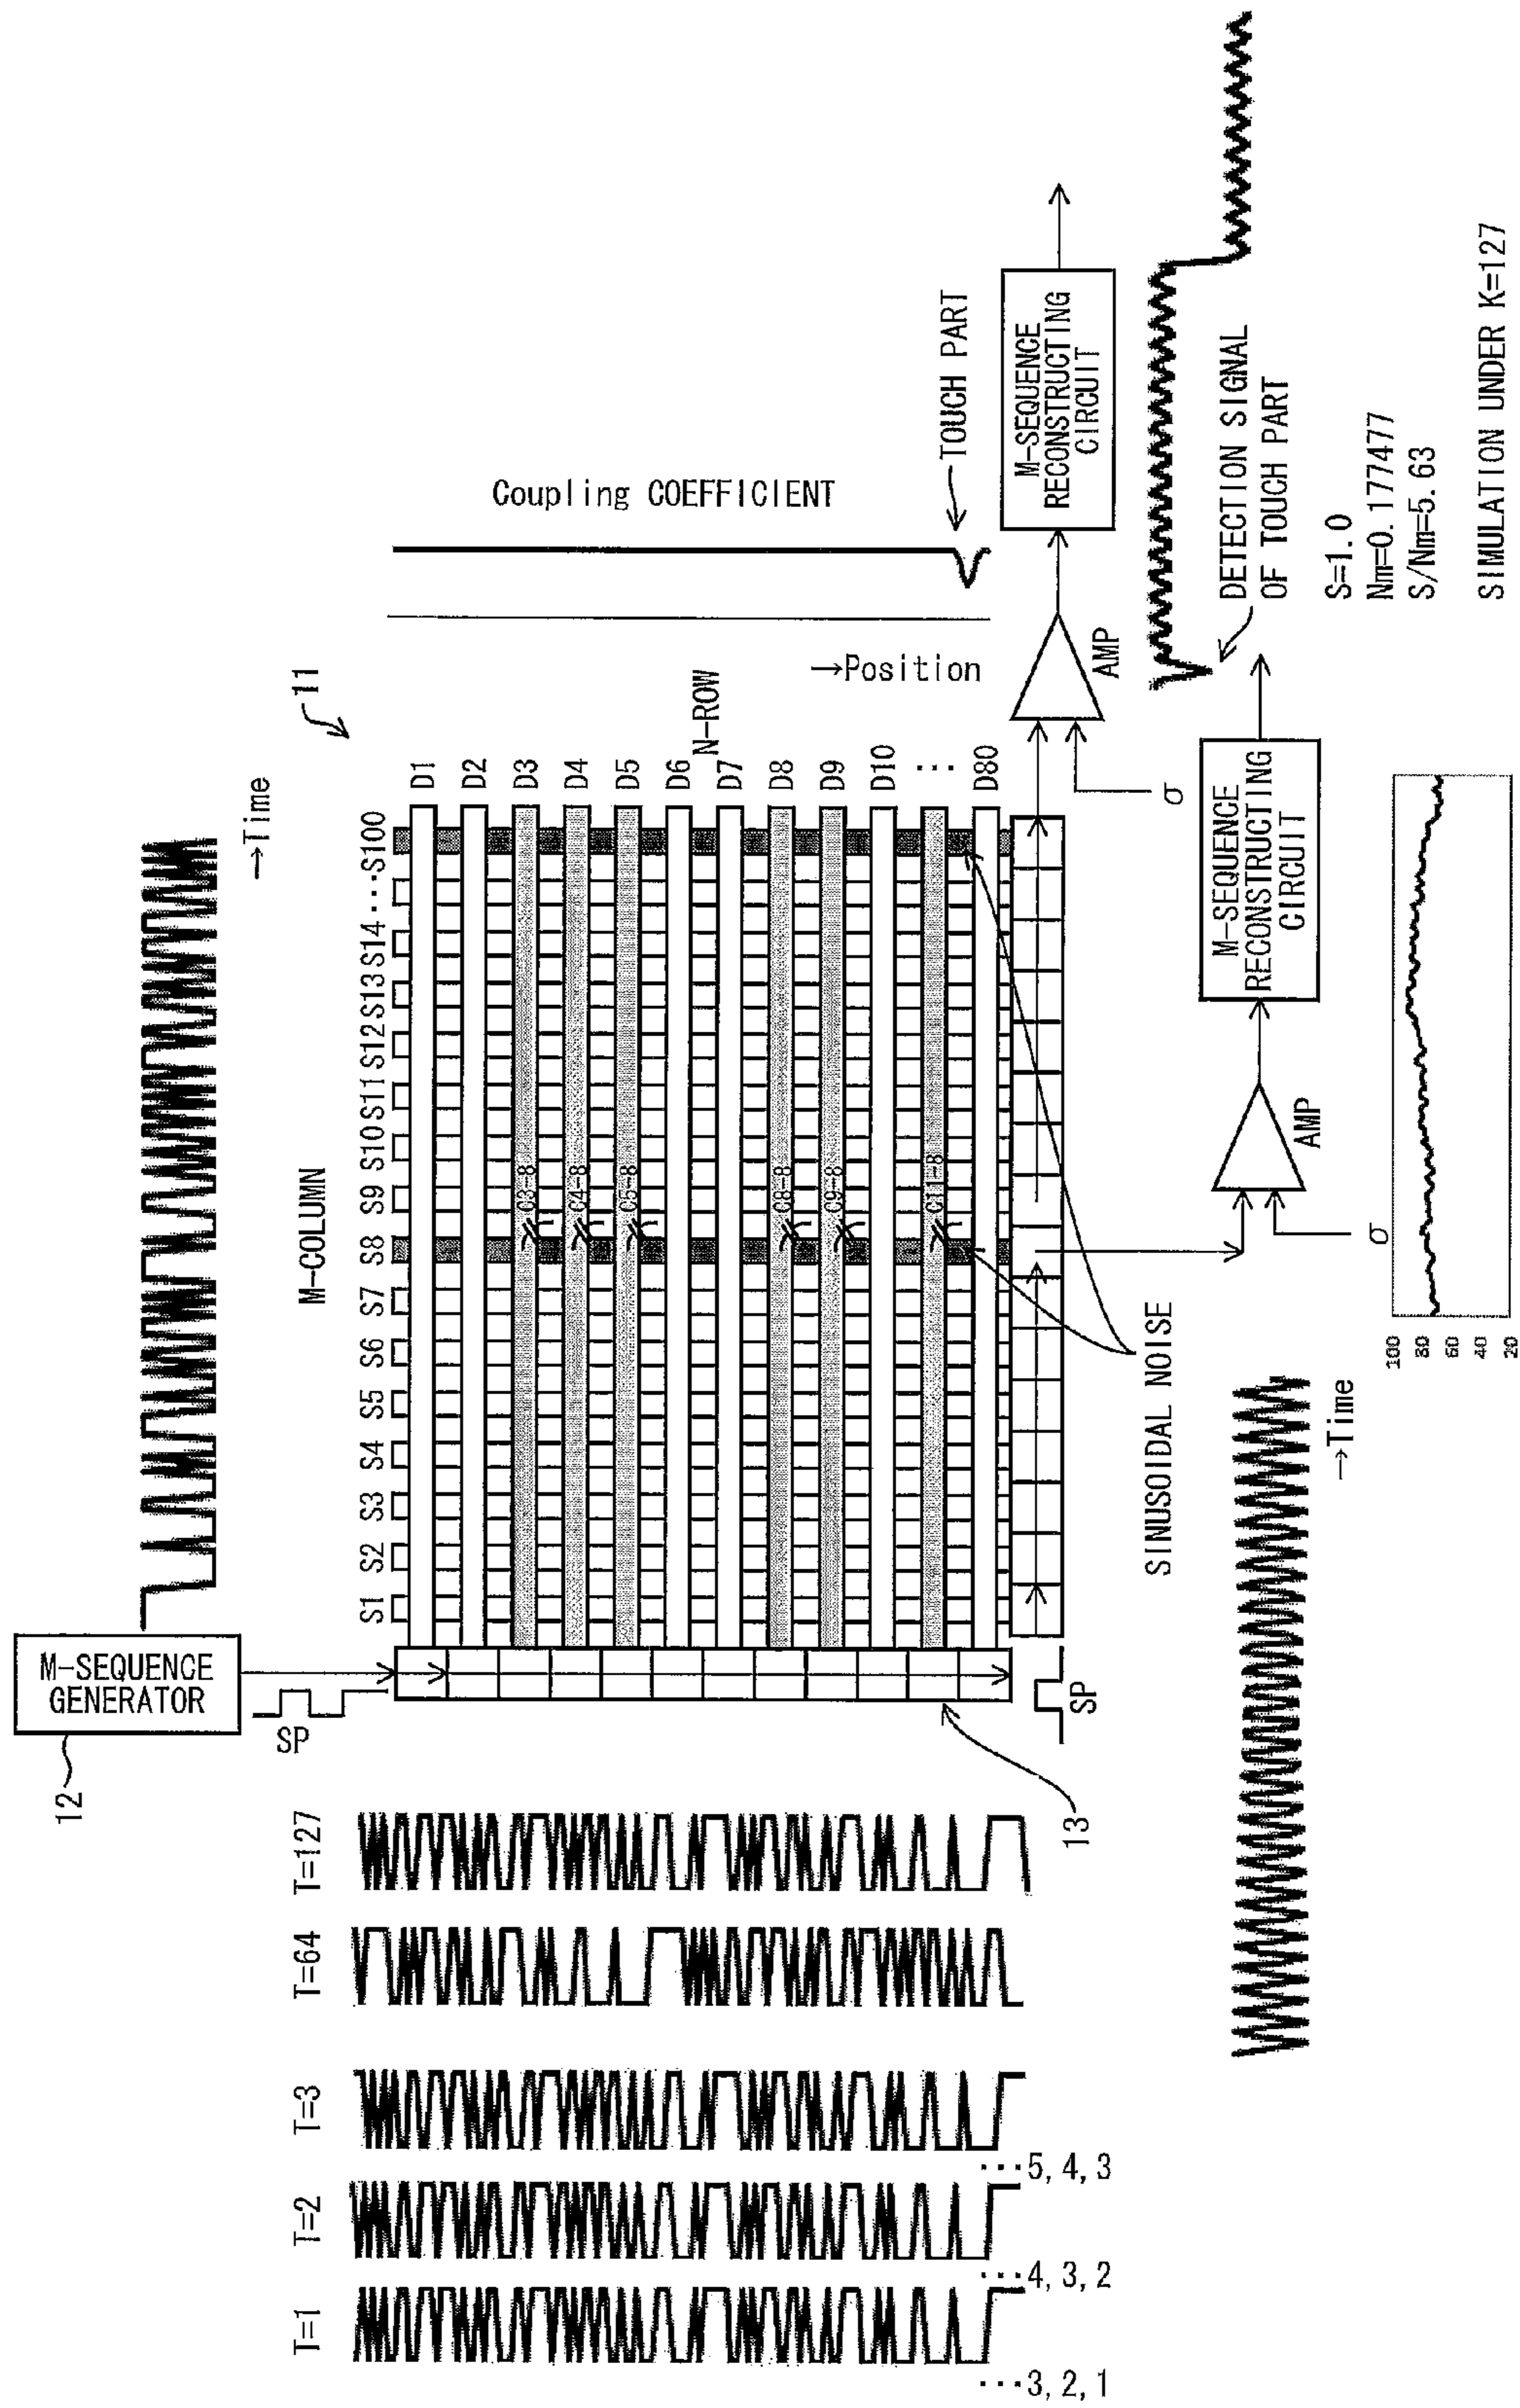 M-SEQUENCE
GENERATOR
12
SP
→Time
11
M-COLUMN
S1 S2 S3 S4 S5 S6 S7 S8 S9 S10 S11 S12 S13 S14 ··· S100
D1
D2
D3
D4
D5
D6
N-ROW
D7
D8
D9
D10
···
D80
C3-8
C4-8
C5-8
C8-8
C9-8
C11-8
13
SP
T=1
T=2
T=3
T=64
T=127
···3, 2, 1
···4, 3, 2
···5, 4, 3
Coupling COEFFICIENT
→Position
TOUCH PART
AMP
σ
M-SEQUENCE
RECONSTRUCTING
CIRCUIT
SINUSOIDAL NOISE
→Time
AMP
σ
M-SEQUENCE
RECONSTRUCTING
CIRCUIT
100
80
60
40
20
DETECTION SIGNAL
OF TOUCH PART
S=1.0
Nm=0.177477
S/Nm=5.63
SIMULATION UNDER K=127